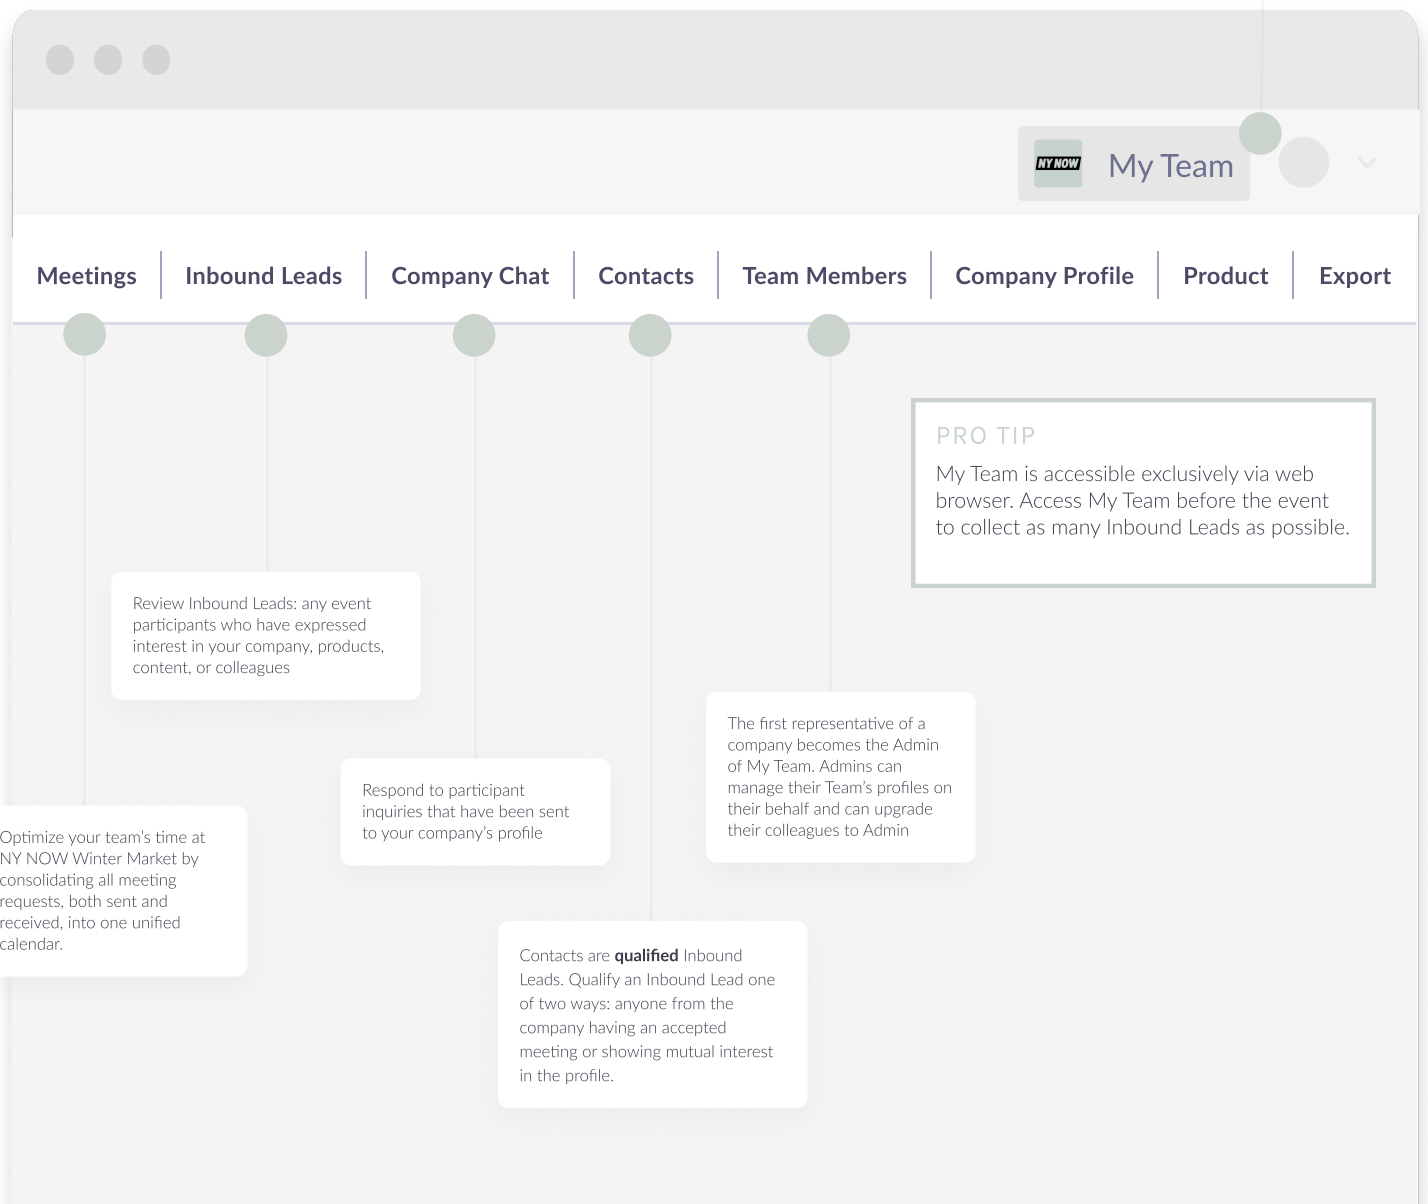 NY NOW
My Team
Meetings
Inbound Leads
Company Chat
Contacts
Team Members
Company Profile
Product
Export
PRO TIP
My Team is accessible exclusively via web
browser. Access My Team before the event
to collect as many Inbound Leads as possible.
Review Inbound Leads: any event
participants who have expressed
interest in your company, products,
content, or colleagues
The first representative of a
company becomes the Admin
of My Team. Admins can
manage their Team’s profiles on
their behalf and can upgrade
their colleagues to Admin
Respond to participant
inquiries that have been sent
to your company’s profile
Optimize your team’s time at
NY NOW Winter Market by
consolidating all meeting
requests, both sent and
received, into one unified
calendar.
Contacts are qualified Inbound
Leads. Qualify an Inbound Lead one
of two ways: anyone from the
company having an accepted
meeting or showing mutual interest
in the profile.